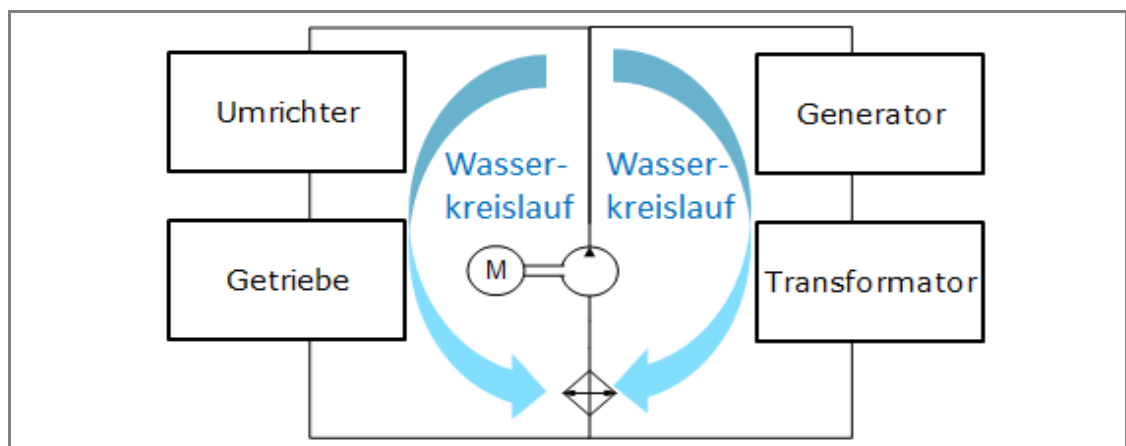 Umrichter
Generator
Wasser-
kreislauf
Wasser-
kreislauf
M
Getriebe
Transformator